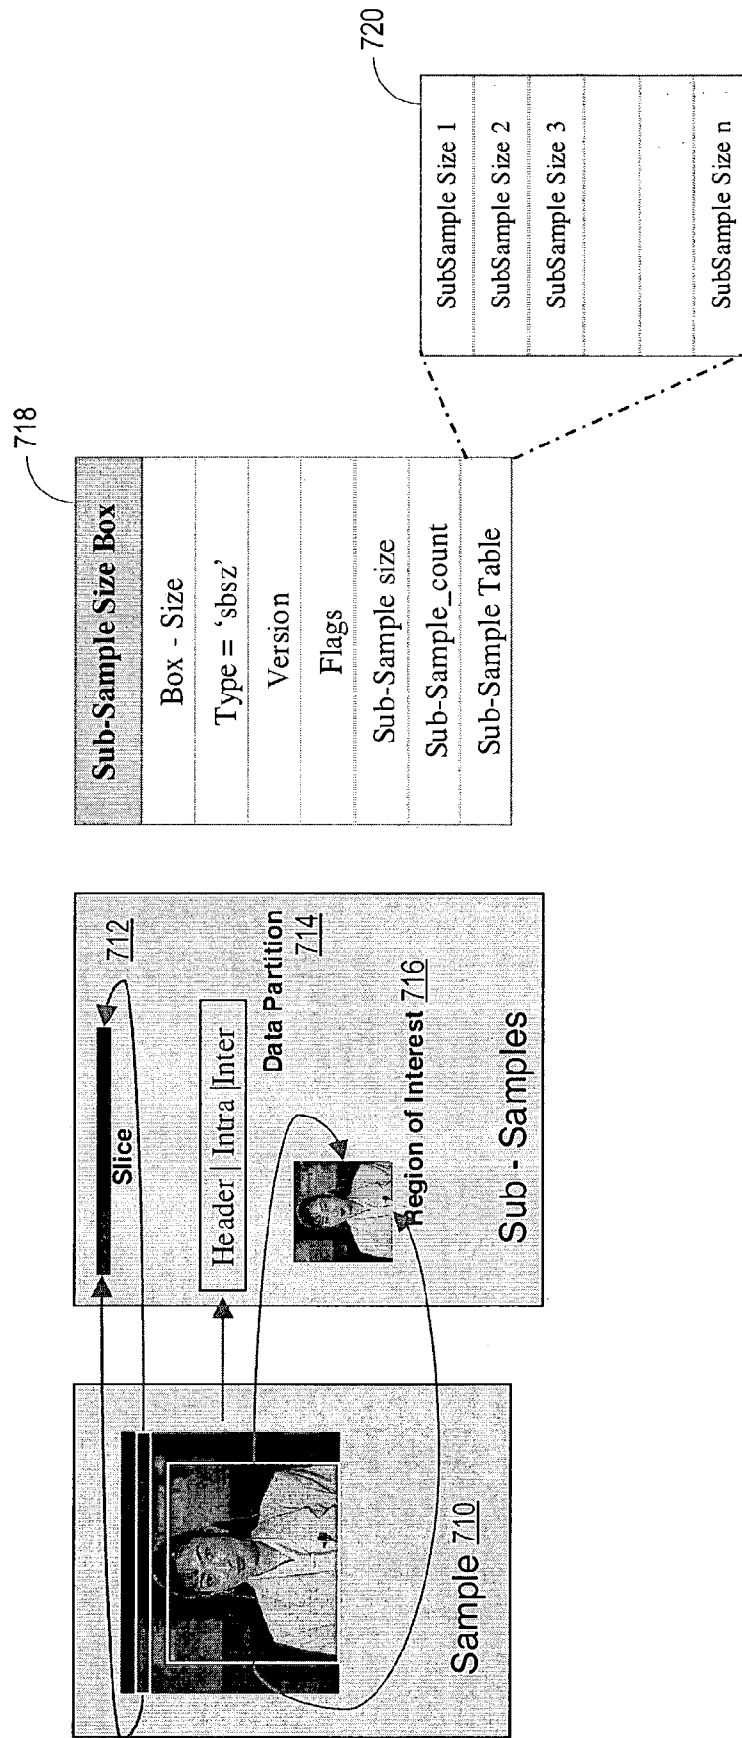 Sample 710
Slice
712
Header | Intra |Inter
Data Partition
714
Region of Interest 716
Sub - Samples
718
Sub-Sample Size Box
Box - Size
Type = ‘sbsz’
Version
Flags
Sub-Sample size
Sub-Sample_count
Sub-Sample Table
720
SubSample Size 1
SubSample Size 2
SubSample Size 3
SubSample Size n